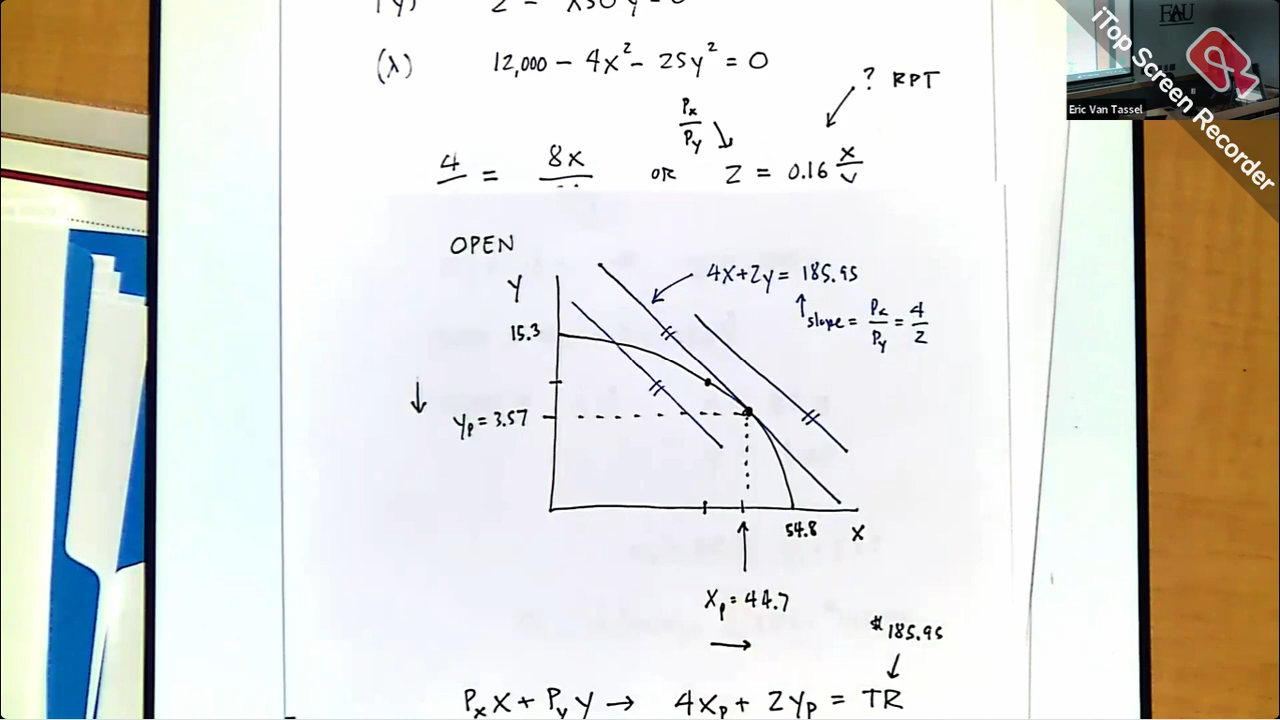 (λ) 12,000 − 4x² − 25y² = 0
? RPT
Px/Py
4 = 8x OR 2 = 0.16 x/y
OPEN
Y
4X+2y = 185.95
slope = Px/Py = 4/2
15.3
yp = 3.57
54.8
X
Xp = 44.7
$185.95
PxX + PyY → 4Xp + 2Yp = TR
FAU
Eric Van Tassel
iTop Screen Recorder